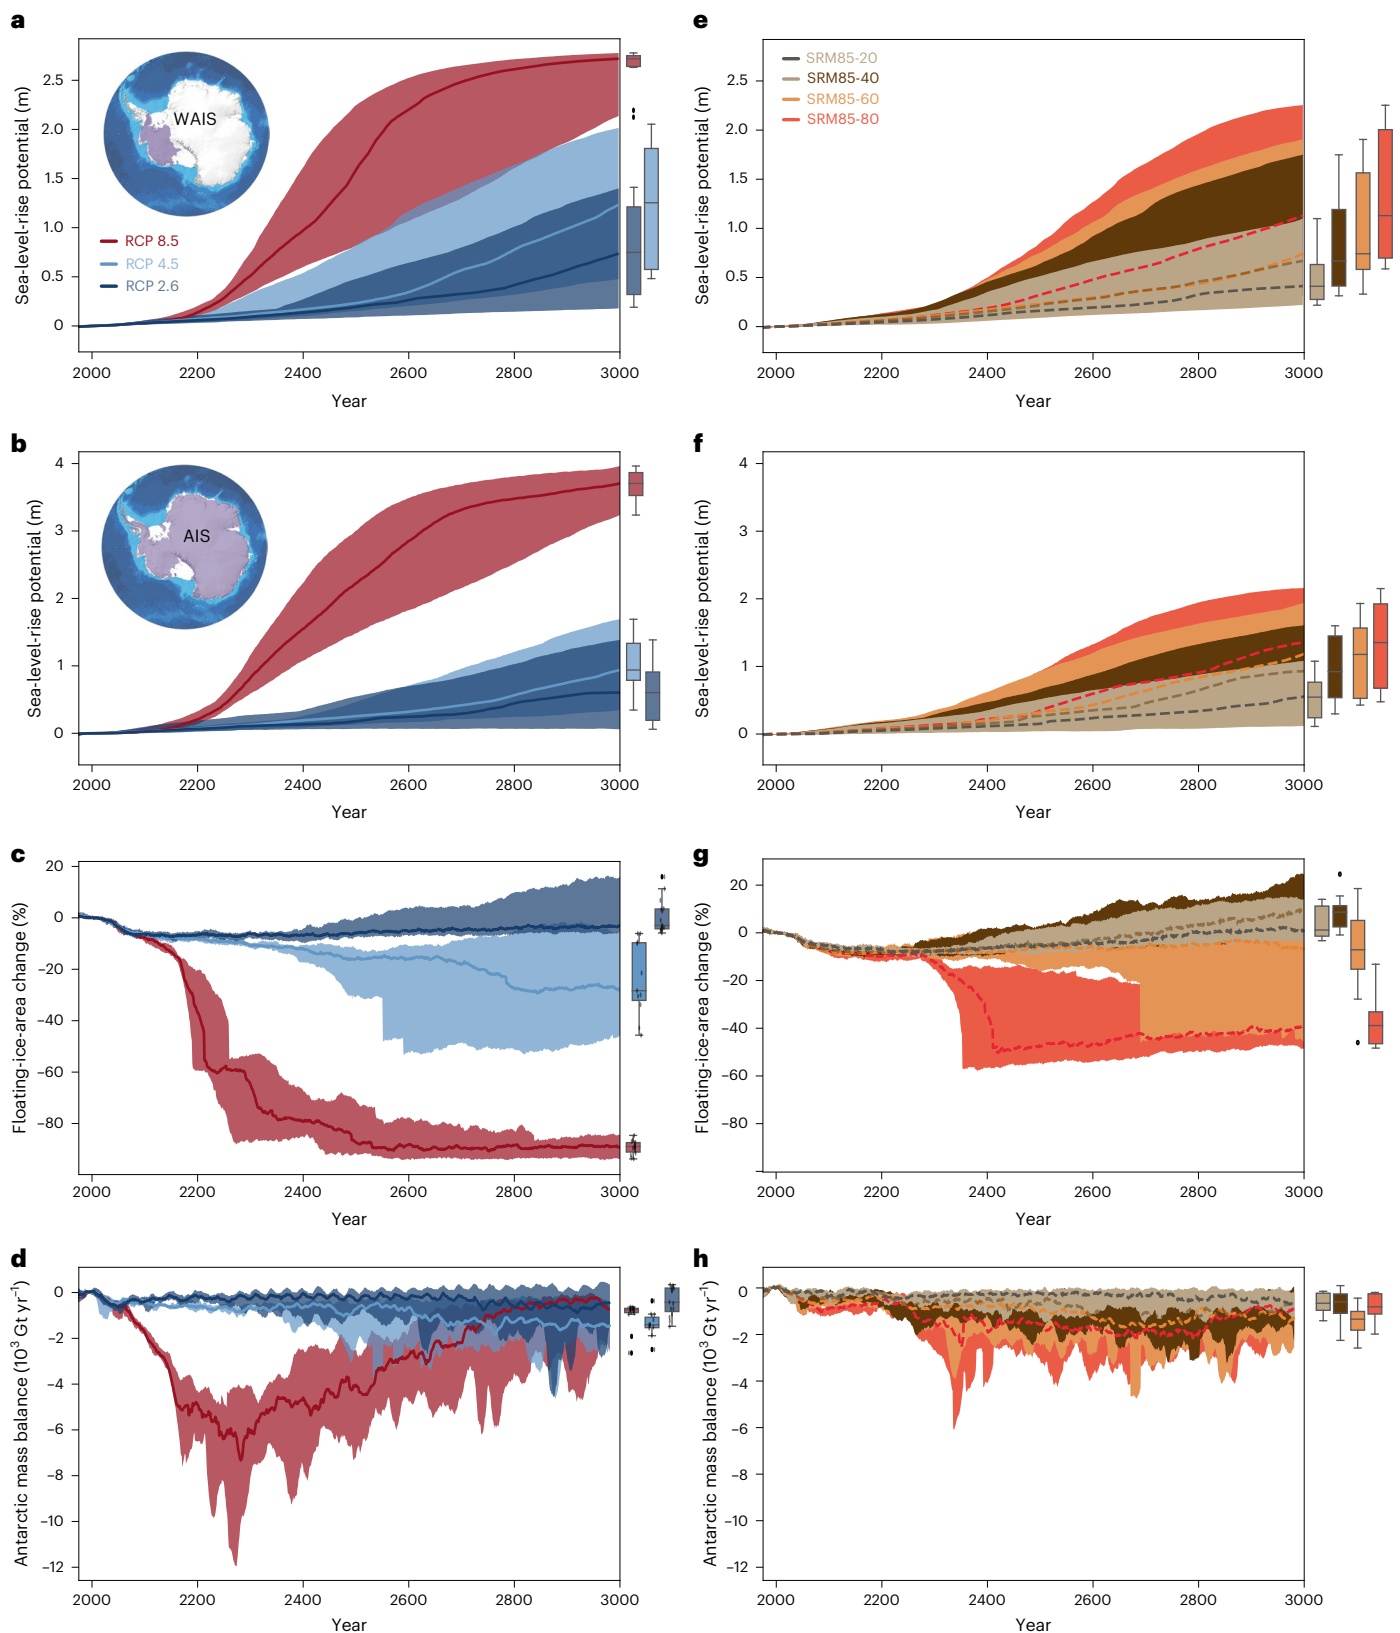 a
Sea-level-rise potential (m)
2.5
2.0
1.5
1.0
0.5
0
WAIS
RCP 8.5
RCP 4.5
RCP 2.6
2000 2200 2400 2600 2800 3000
Year
e
Sea-level-rise potential (m)
2.5
2.0
1.5
1.0
0.5
0
SRM85-20
SRM85-40
SRM85-60
SRM85-80
2000 2200 2400 2600 2800 3000
Year
b
Sea-level-rise potential (m)
4
3
2
1
0
AIS
2000 2200 2400 2600 2800 3000
Year
f
Sea-level-rise potential (m)
4
3
2
1
0
2000 2200 2400 2600 2800 3000
Year
c
Floating-ice-area change (%)
20
0
−20
−40
−60
−80
2000 2200 2400 2600 2800 3000
Year
g
Floating-ice-area change (%)
20
0
−20
−40
−60
−80
2000 2200 2400 2600 2800 3000
Year
d
Antarctic mass balance (10³ Gt yr⁻¹)
0
−2
−4
−6
−8
−10
−12
2000 2200 2400 2600 2800 3000
Year
h
Antarctic mass balance (10³ Gt yr⁻¹)
0
−2
−4
−6
−8
−10
−12
2000 2200 2400 2600 2800 3000
Year